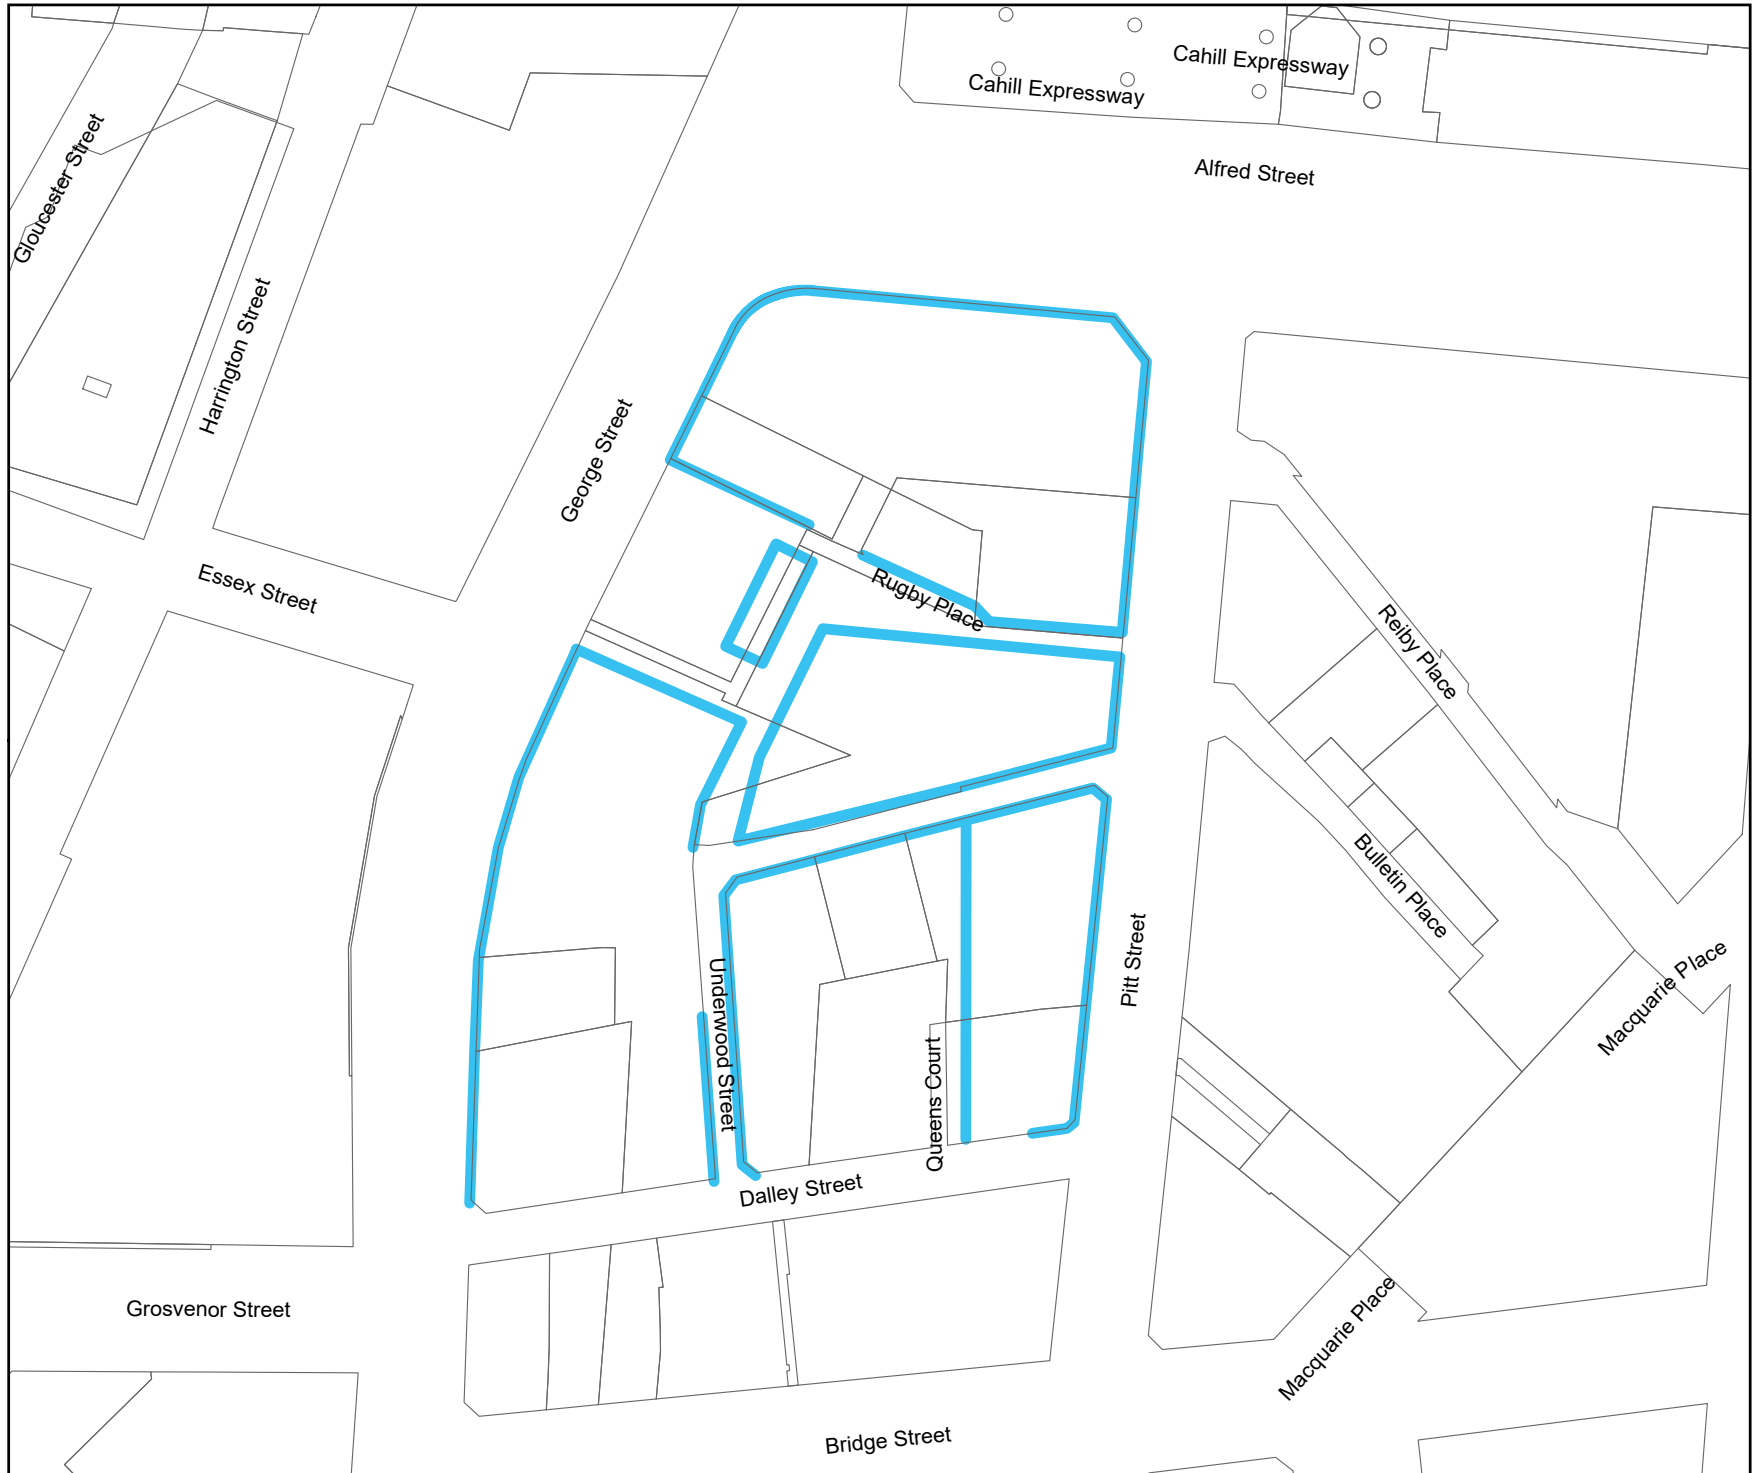 Cahill Expressway
Cahill Expressway
Alfred Street
Gloucester Street
Harrington Street
George Street
Essex Street
Rugby Place
Reiby Place
Bulletin Place
Pitt Street
Underwood Street
Macquarie Place
Queens Court
Dalley Street
Grosvenor Street
Macquarie Place
Bridge Street